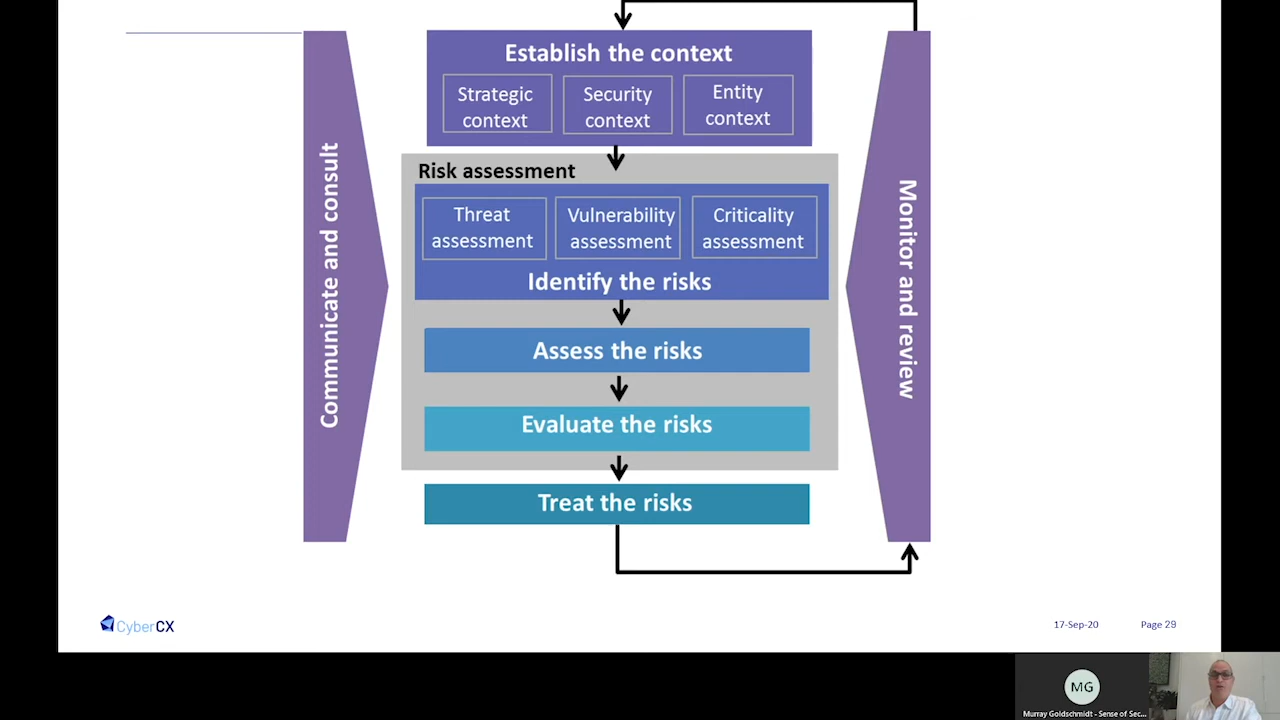 Establish the context
Strategic
context
Security
context
Entity
context
Risk assessment
Threat
assessment
Vulnerability
assessment
Criticality
assessment
Identify the risks
Assess the risks
Evaluate the risks
Treat the risks
Communicate and consult
Monitor and review
CyberCX
17-Sep-20
Page 29
MG
Murray Goldschmidt - Sense of Sec...